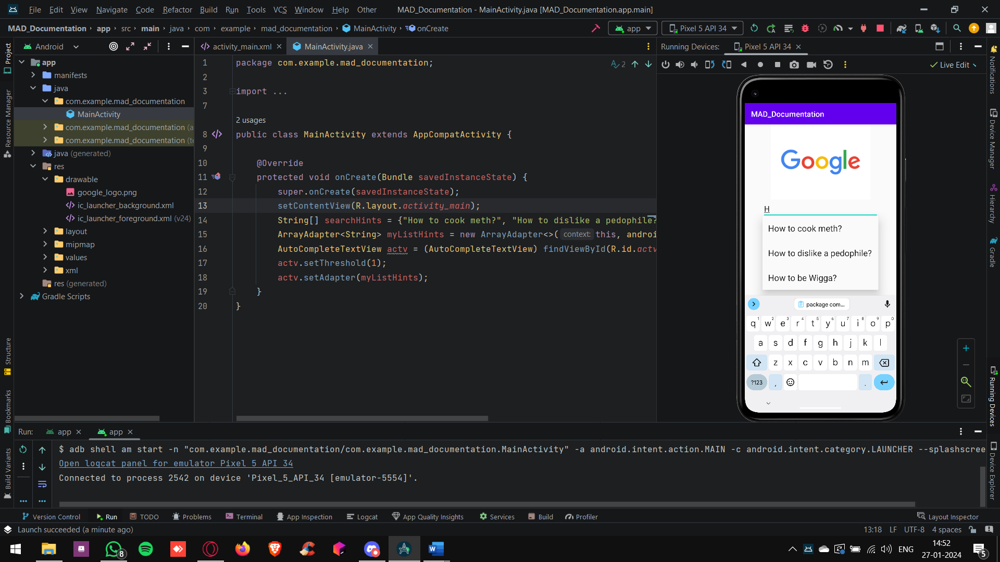 File Edit View Navigate Code Refactor Build Run Tools VCS Window Help Other MAD_Documentation - MainActivity.java [MAD_Documentation.app.main]
MAD_Documentation › app › src › main › java › com › example › mad_documentation › MainActivity › onCreate
app
Pixel 5 API 34
Project
Resource Manager
Structure
Bookmarks
Build Variants
Android
app
manifests
java
com.example.mad_documentation
MainActivity
com.example.mad_documentation (a
com.example.mad_documentation (te
java (generated)
res
drawable
google_logo.png
ic_launcher_background.xml
ic_launcher_foreground.xml (v24)
layout
mipmap
values
xml
res (generated)
Gradle Scripts
activity_main.xml
MainActivity.java
2
1 package com.example.mad_documentation;
2
3 import ...
7
2 usages
8 public class MainActivity extends AppCompatActivity {
9
10 @Override
11 protected void onCreate(Bundle savedInstanceState) {
12 super.onCreate(savedInstanceState);
13 setContentView(R.layout.activity_main);
14 String[] searchHints = {"How to cook meth?", "How to dislike a pedophile?
15 ArrayAdapter<String> myListHints = new ArrayAdapter<>( context: this, androi
16 AutoCompleteTextView actv = (AutoCompleteTextView) findViewById(R.id.actv
17 actv.setThreshold(1);
18 actv.setAdapter(myListHints);
19 }
20 }
Running Devices: Pixel 5 API 34
Live Edit
MAD_Documentation
Google
H
How to cook meth?
How to dislike a pedophile?
How to be Wigga?
package com...
1 2 3 4 5 6 7 8 9 0
q w e r t y u i o p
a s d f g h j k l
z x c v b n m
?123 , .
Notifications
Device Manager
Hierarchy
Gradle
Running Devices
Device Explorer
Run: app app
$ adb shell am start -n "com.example.mad_documentation/com.example.mad_documentation.MainActivity" -a android.intent.action.MAIN -c android.intent.category.LAUNCHER --splashscree
Open logcat panel for emulator Pixel 5 API 34
Connected to process 2542 on device 'Pixel_5_API_34 [emulator-5554]'.
Version Control Run TODO Problems Terminal App Inspection Logcat App Quality Insights Services Build Profiler Layout Inspector
Launch succeeded (a minute ago) 13:18 LF UTF-8 4 spaces
8
W
ENG
14:52
27-01-2024
5